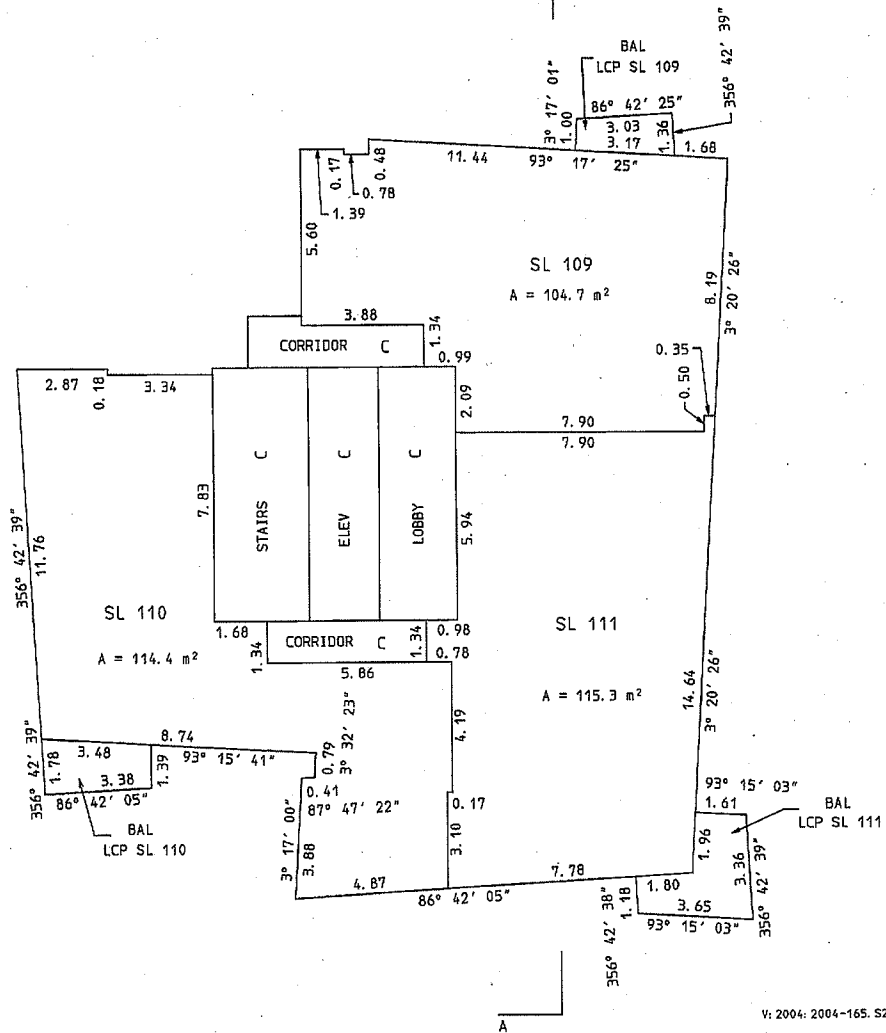 BAL
LCP SL 109
356° 42' 39"
3° 17' 01"
1.00
86° 42' 25"
3.03
3.17
1.36
1.68
11.44
93° 17' 25"
0.17
0.48
0.78
1.39
5.60
SL 109
A = 104.7 m²
8.19
3° 20' 26"
3.88
1.34
CORRIDOR C
0.99
0.35
0.50
2.87
0.18
3.34
2.09
7.90
7.90
7.83
STAIRS C
ELEV C
LOBBY C
5.94
356° 42' 39"
11.76
SL 110
A = 114.4 m²
1.68
1.34
CORRIDOR C
1.34
0.98
0.78
5.86
SL 111
A = 115.3 m²
14.64
3° 20' 26"
4.19
8.74
93° 15' 41"
0.79
3° 32' 23"
356° 42' 39"
1.78
3.48
3.38
1.39
86° 42' 05"
BAL
LCP SL 110
0.41
87° 47' 22"
3° 17' 00"
3.88
0.17
3.10
4.87
86° 42' 05"
7.78
93° 15' 03"
1.61
BAL
LCP SL 111
1.96
3.36
356° 42' 39"
1.80
1.18
356° 42' 38"
3.65
93° 15' 03"
A
V: 2004: 2004-165. S2